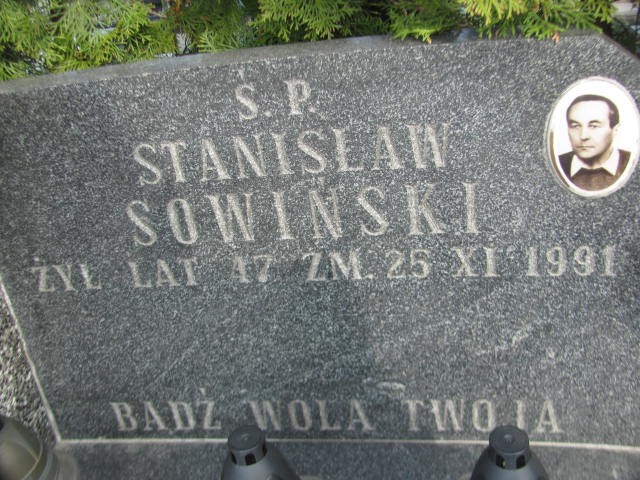 Ś. P.
STANISŁAW
SOWIŃSKI
ŻYŁ LAT 47 ZM. 25 XI 1991
BĄDŹ WOLA TWOJA